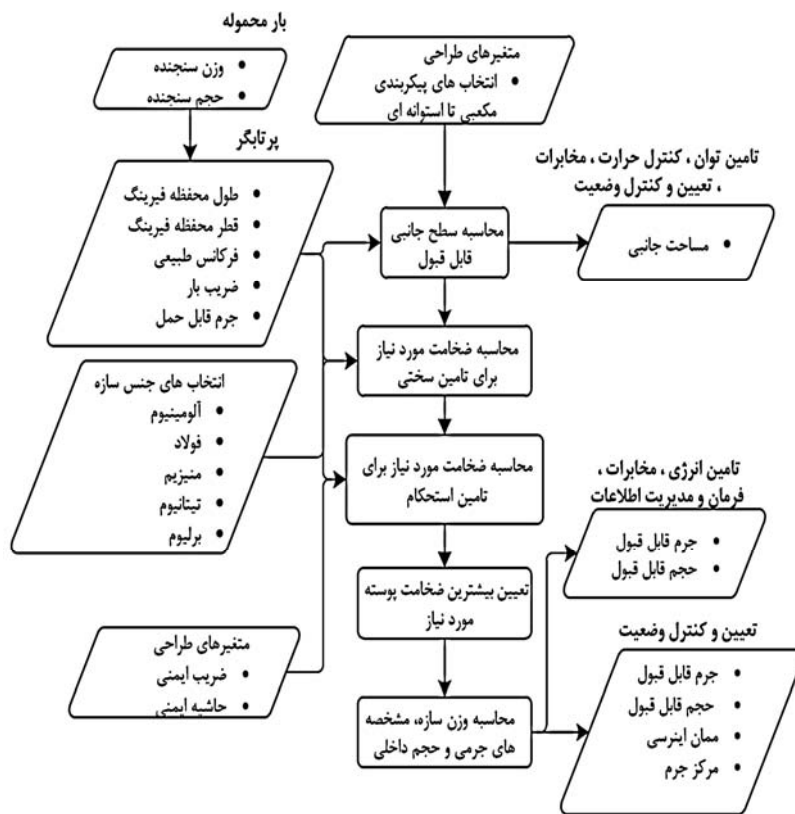 بار محموله
وزن سنجنده
حجم سنجنده
متغیرهای طراحی
انتخاب های پیکربندی
مکعبی تا استوانه ای
پرتابگر
طول محفظه فیرینگ
قطر محفظه فیرینگ
فرکانس طبیعی
ضریب بار
جرم قابل حمل
تامین توان ، کنترل حرارت ، مخابرات
، تعیین و کنترل وضعیت
محاسبه سطح جانبی
قابل قبول
مساحت جانبی
محاسبه ضخامت مورد نیاز
برای تامین سختی
انتخاب های جنس سازه
آلومینیوم
فولاد
منیزیم
تیتانیوم
برلیوم
محاسبه ضخامت مورد نیاز برای
تامین استحکام
تامین انرژی ، مخابرات ،
فرمان و مدیریت اطلاعات
جرم قابل قبول
حجم قابل قبول
تعیین بیشترین ضخامت پوسته
مورد نیاز
متغیرهای طراحی
ضریب ایمنی
حاشیه ایمنی
تعیین و کنترل وضعیت
جرم قابل قبول
حجم قابل قبول
ممان اینرسی
مرکز جرم
محاسبه وزن سازه، مشخصه
های جرمی و حجم داخلی